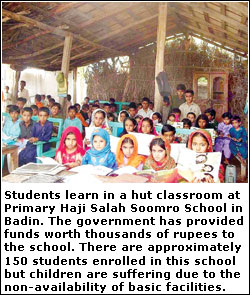 Students learn in a hut classroom at
Primary Haji Salah Soomro School in
Badin. The government has provided
funds worth thousands of rupees to
the school. There are approximately
150 students enrolled in this school
but children are suffering due to the
non-availability of basic facilities.